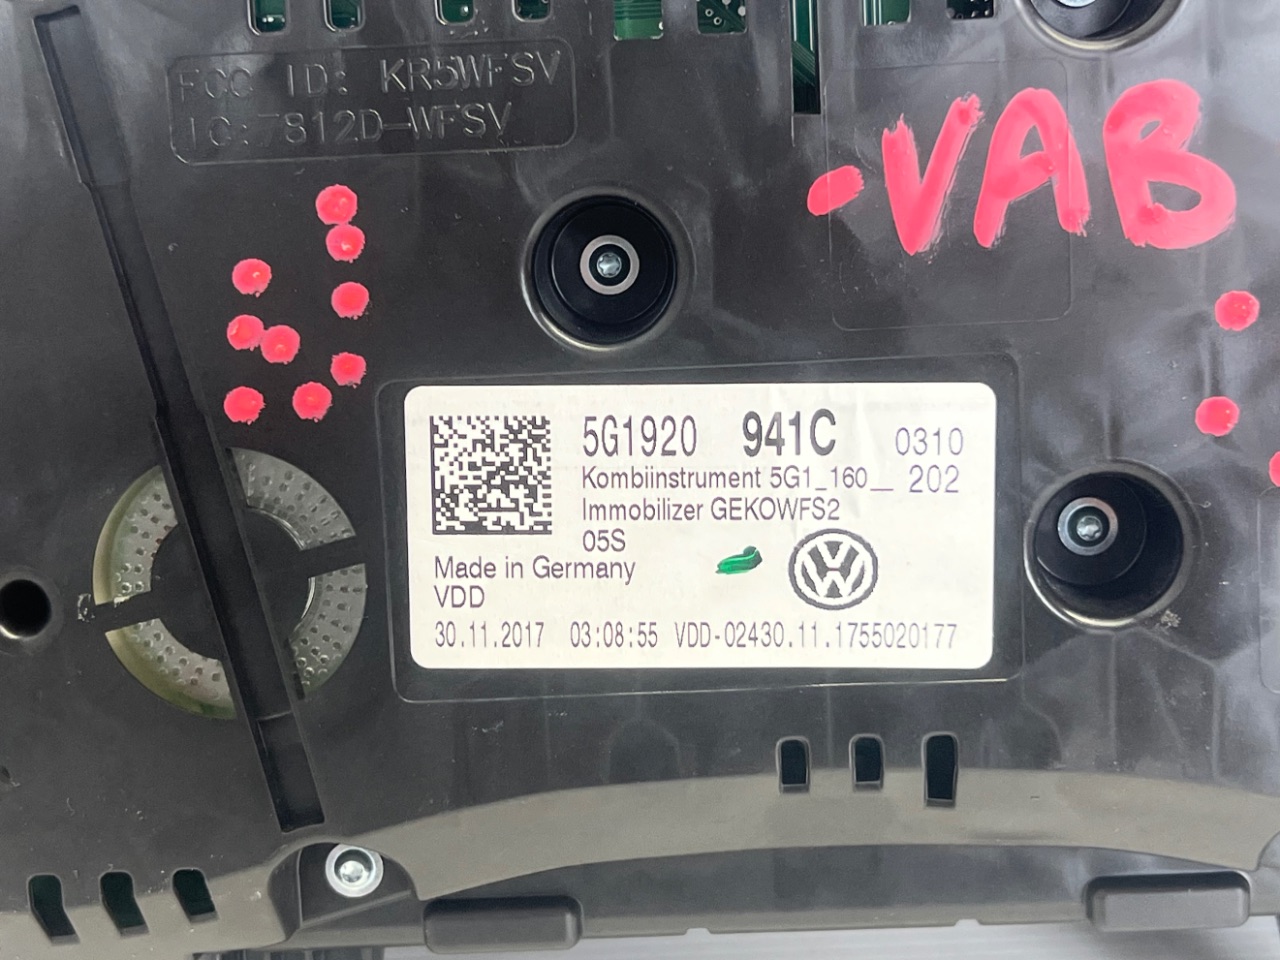 FCC ID: KR5WFSV
IC:7812D-WFSV
-VAB
5G1920 941C 0310
Kombiinstrument 5G1_160__ 202
Immobilizer GEKOWFS2
05S
Made in Germany
VDD
30.11.2017 03:08:55 VDD-02430.11.1755020177